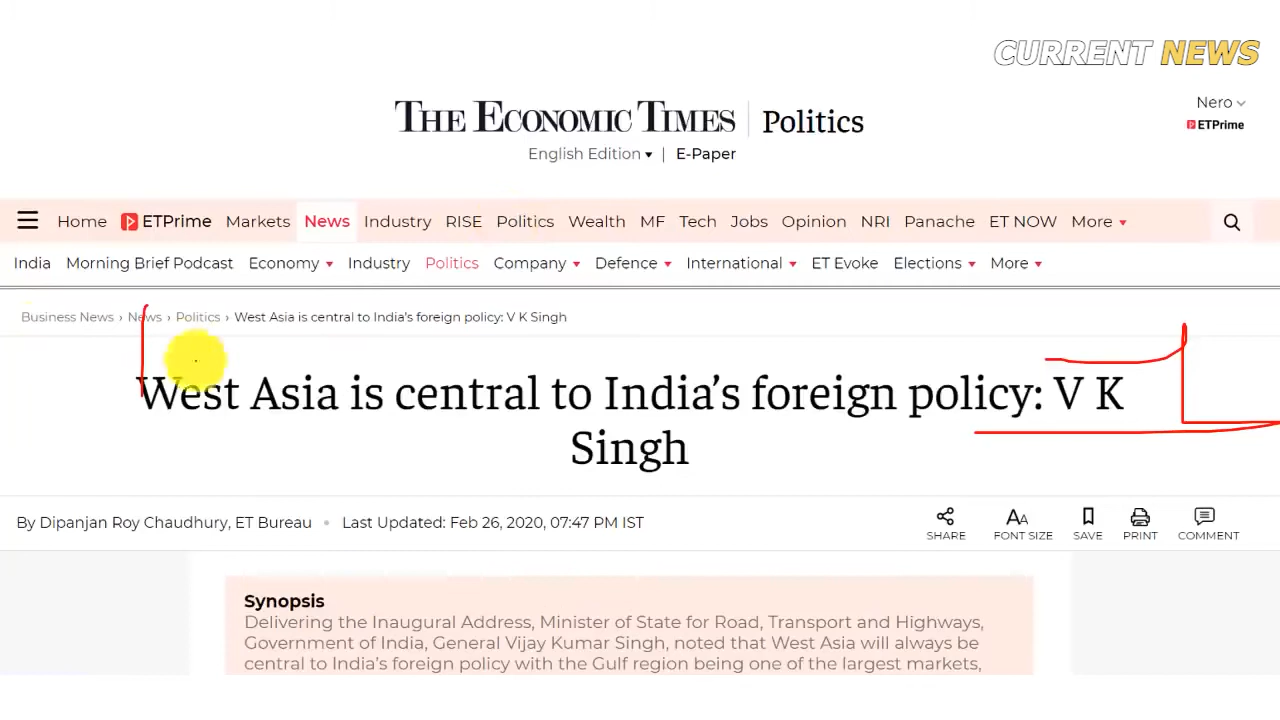 CURRENT NEWS
THE ECONOMIC TIMES | Politics
Nero
ETPrime
English Edition | E-Paper
Home ETPrime Markets News Industry RISE Politics Wealth MF Tech Jobs Opinion NRI Panache ET NOW More
India Morning Brief Podcast Economy Industry Politics Company Defence International ET Evoke Elections More
Business News › News › Politics › West Asia is central to India's foreign policy: V K Singh
West Asia is central to India's foreign policy: V K
Singh
By Dipanjan Roy Chaudhury, ET Bureau • Last Updated: Feb 26, 2020, 07:47 PM IST
SHARE FONT SIZE SAVE PRINT COMMENT
Synopsis
Delivering the Inaugural Address, Minister of State for Road, Transport and Highways,
Government of India, General Vijay Kumar Singh, noted that West Asia will always be
central to India's foreign policy with the Gulf region being one of the largest markets,